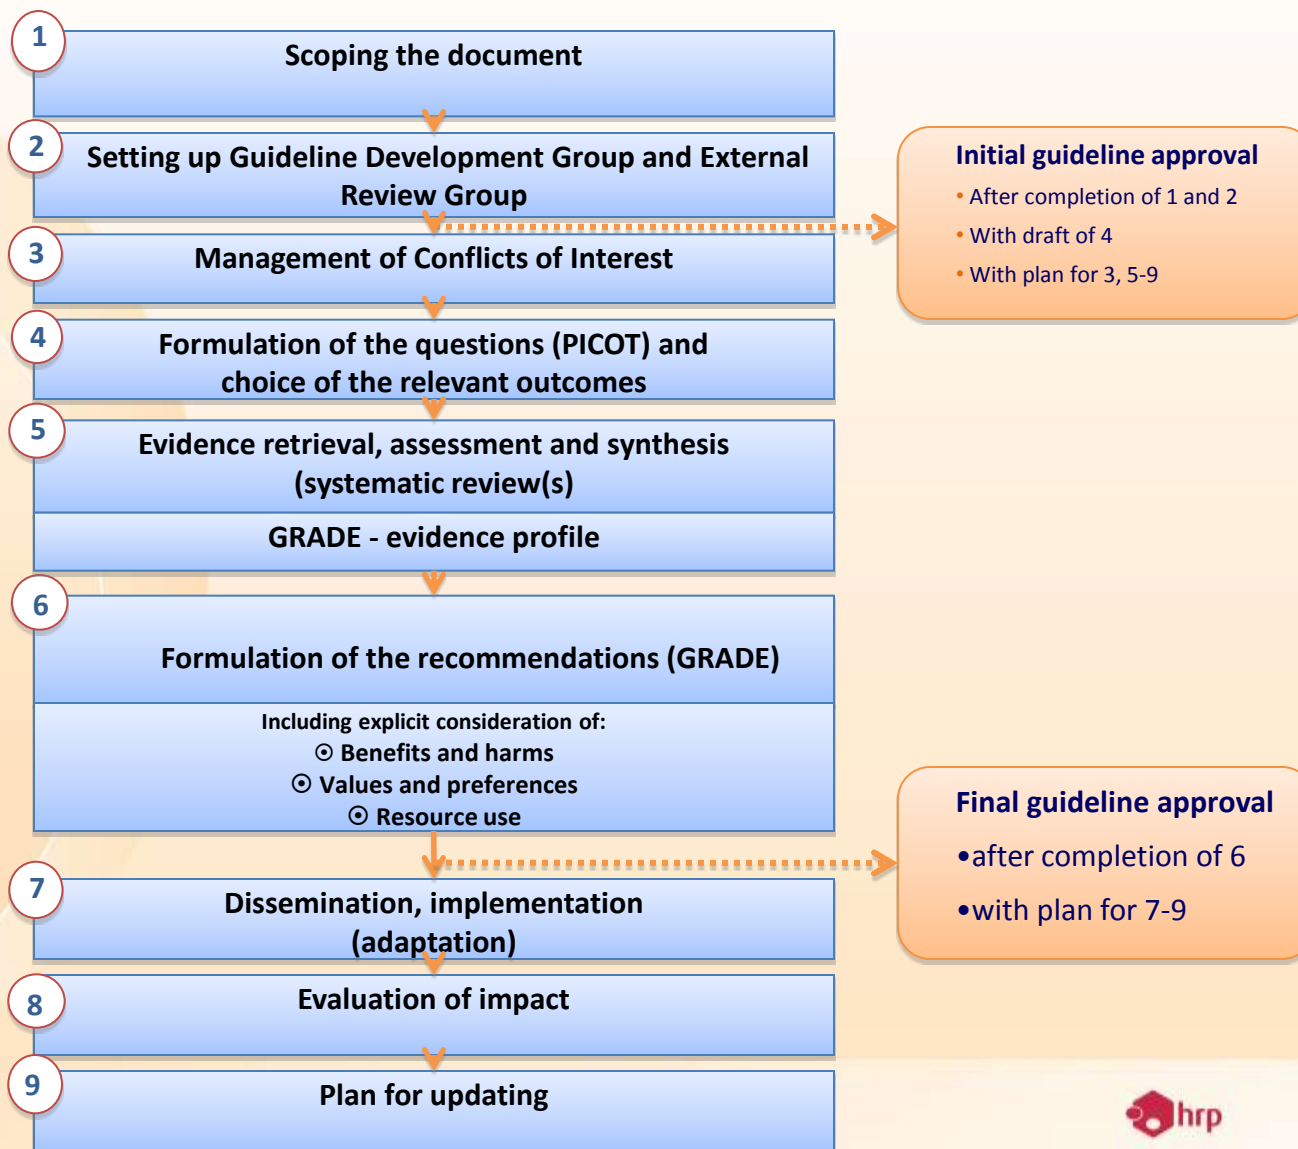 1
Scoping the document
2
Setting up Guideline Development Group and External
Review Group
Initial guideline approval
• After completion of 1 and 2
• With draft of 4
• With plan for 3, 5-9
3
Management of Conflicts of Interest
4
Formulation of the questions (PICOT) and
choice of the relevant outcomes
5
Evidence retrieval, assessment and synthesis
(systematic review(s)
GRADE - evidence profile
6
Formulation of the recommendations (GRADE)
Including explicit consideration of:
⊙ Benefits and harms
⊙ Values and preferences
⊙ Resource use
Final guideline approval
•after completion of 6
•with plan for 7-9
7
Dissemination, implementation
(adaptation)
8
Evaluation of impact
9
Plan for updating
hrp